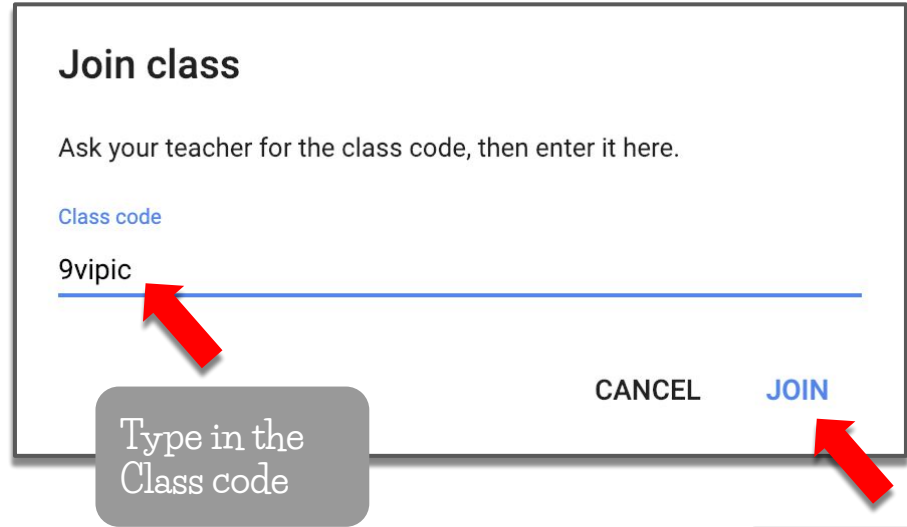 Join class
Ask your teacher for the class code, then enter it here.
Class code
9vipic
CANCEL JOIN
Type in the
Class code